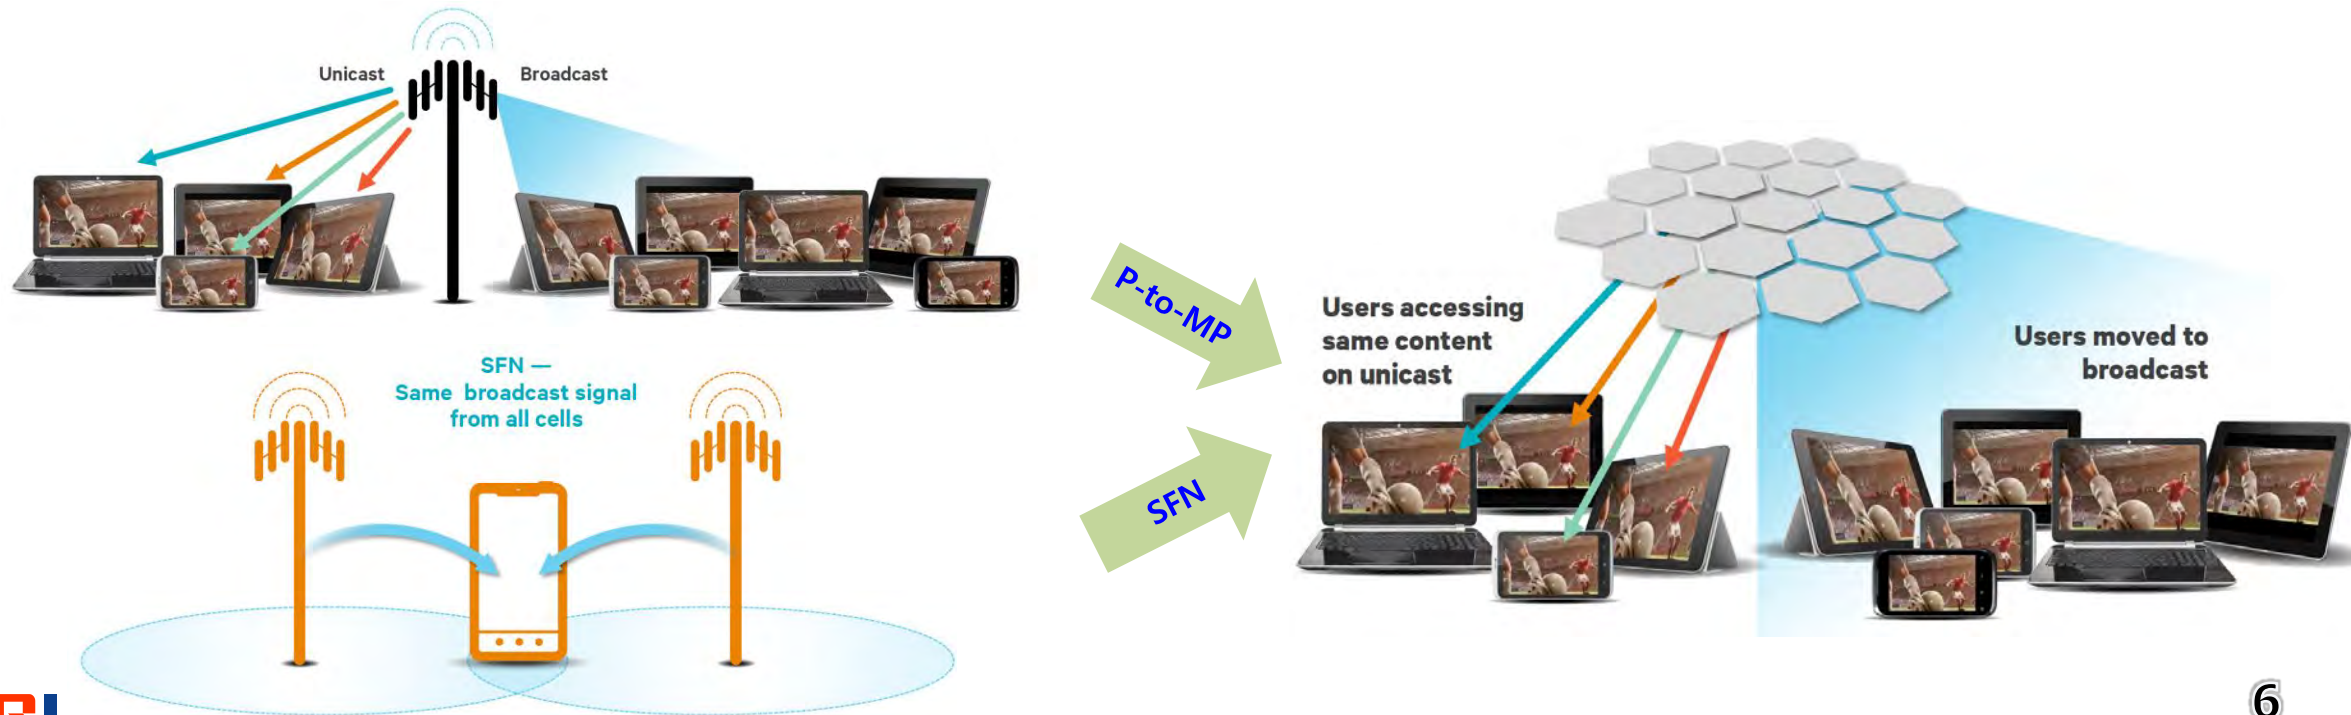 Unicast
Broadcast
SFN —
Same broadcast signal
from all cells
P-to-MP
SFN
Users accessing
same content
on unicast
Users moved to
broadcast
6